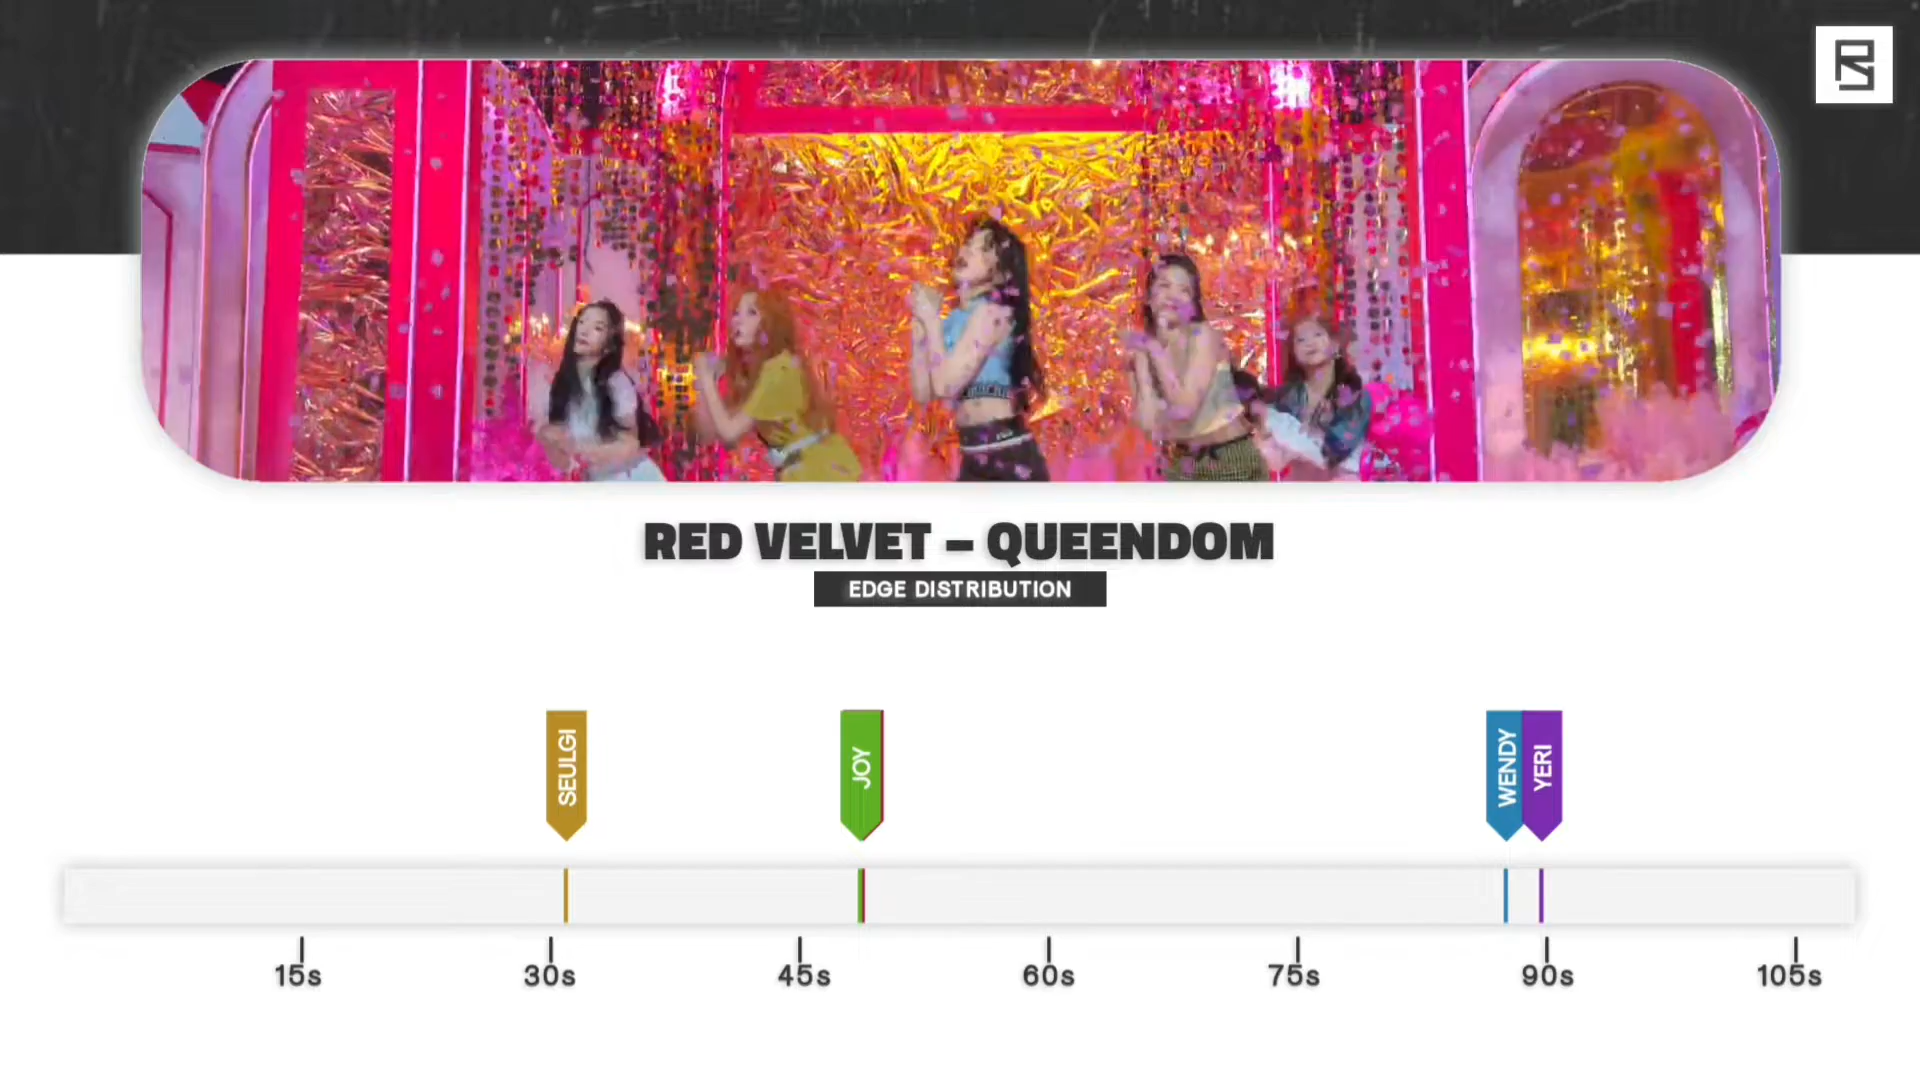 RED VELVET – QUEENDOM
EDGE DISTRIBUTION
SEULGI
JOY
WENDY
YERI
15s
30s
45s
60s
75s
90s
105s